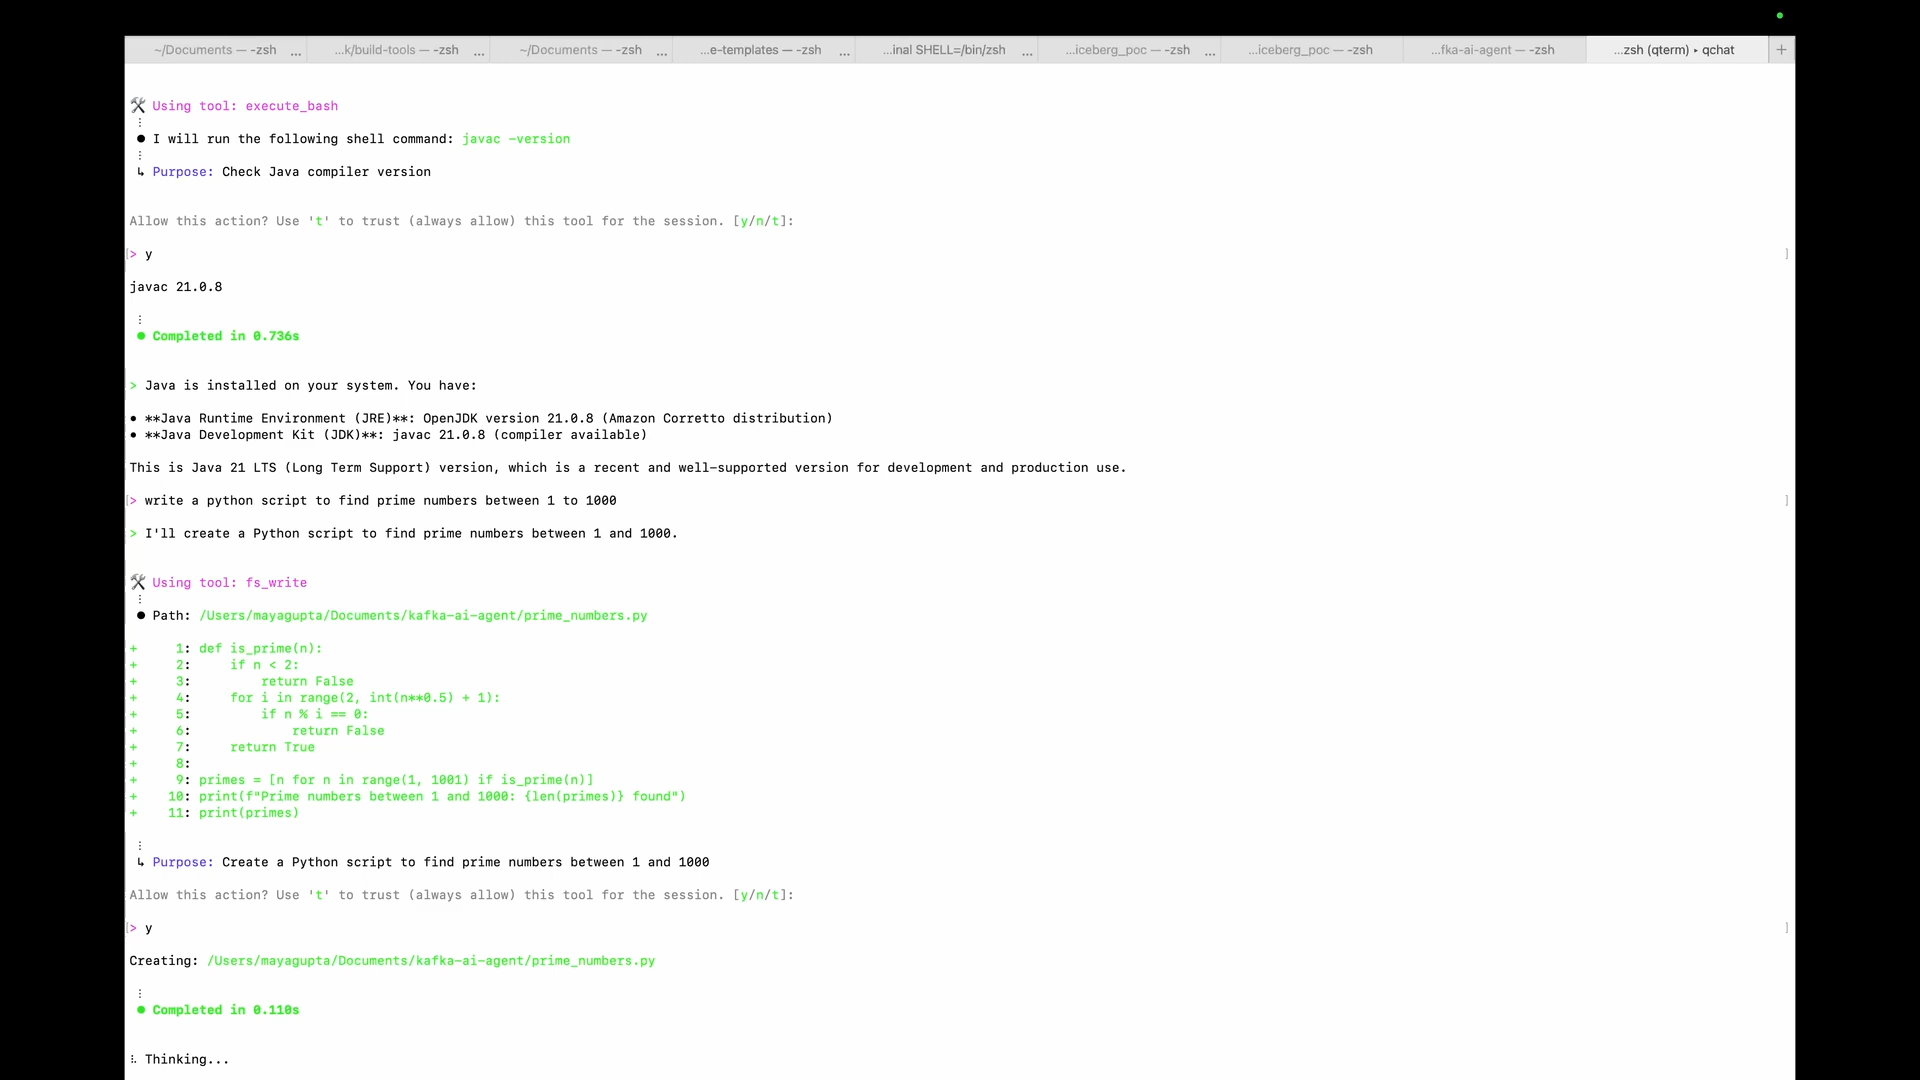 ~/Documents — -zsh ... ...k/build-tools — -zsh ... ~/Documents — -zsh ... ...e-templates — -zsh ... ...inal SHELL=/bin/zsh ... ...iceberg_poc — -zsh ... ...iceberg_poc — -zsh ...fka-ai-agent — -zsh ...zsh (qterm) ▸ qchat +
🛠 Using tool: execute_bash
⋮
● I will run the following shell command: javac -version
⋮
↳ Purpose: Check Java compiler version
Allow this action? Use 't' to trust (always allow) this tool for the session. [y/n/t]:
[> y ]
javac 21.0.8
⋮
● Completed in 0.736s
> Java is installed on your system. You have:
• **Java Runtime Environment (JRE)**: OpenJDK version 21.0.8 (Amazon Corretto distribution)
• **Java Development Kit (JDK)**: javac 21.0.8 (compiler available)
This is Java 21 LTS (Long Term Support) version, which is a recent and well-supported version for development and production use.
[> write a python script to find prime numbers between 1 to 1000 ]
> I'll create a Python script to find prime numbers between 1 and 1000.
🛠 Using tool: fs_write
⋮
● Path: /Users/mayagupta/Documents/kafka-ai-agent/prime_numbers.py
+     1: def is_prime(n):
+     2:     if n < 2:
+     3:         return False
+     4:     for i in range(2, int(n**0.5) + 1):
+     5:         if n % i == 0:
+     6:             return False
+     7:     return True
+     8:
+     9: primes = [n for n in range(1, 1001) if is_prime(n)]
+    10: print(f"Prime numbers between 1 and 1000: {len(primes)} found")
+    11: print(primes)
⋮
↳ Purpose: Create a Python script to find prime numbers between 1 and 1000
Allow this action? Use 't' to trust (always allow) this tool for the session. [y/n/t]:
[> y ]
Creating: /Users/mayagupta/Documents/kafka-ai-agent/prime_numbers.py
⋮
● Completed in 0.110s
⠧ Thinking...